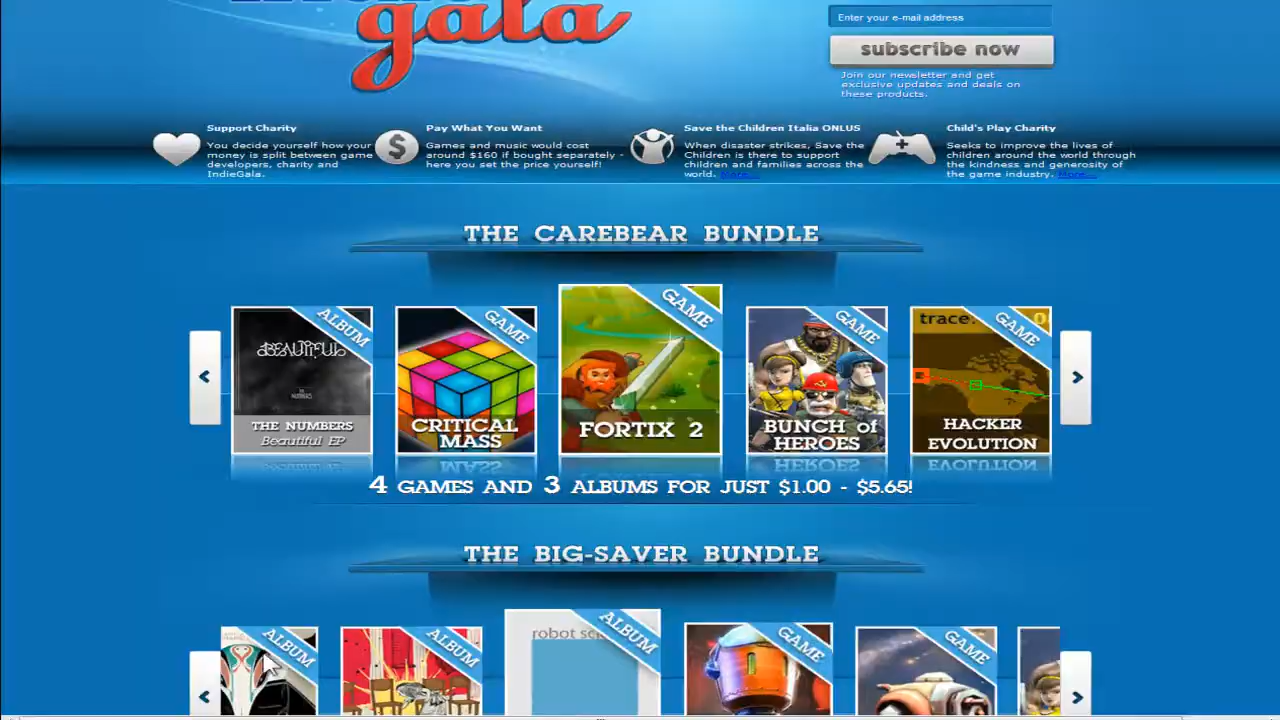 gala
Enter your e-mail address
subscribe now
Join our newsletter and get
exclusive updates and deals on
these products.
Support Charity
You decide yourself how your
money is split between game
developers, charity and
IndieGala.
Pay What You Want
Games and music would cost
around $160 if bought separately -
here you set the price yourself!
Save the Children Italia ONLUS
When disaster strikes, Save the
Children is there to support
children and families across the
world. More...
Child's Play Charity
Seeks to improve the lives of
children around the world through
the kindness and generosity of
the game industry. More...
THE CAREBEAR BUNDLE
ALBUM
BEAUTIFUL
THE NUMBERS
Beautiful EP
GAME
CRITICAL
MASS
GAME
FORTIX 2
GAME
BUNCH of
HEROES
trace:
GAME
HACKER
EVOLUTION
4 GAMES AND 3 ALBUMS FOR JUST $1.00 - $5.65!
THE BIG-SAVER BUNDLE
ALBUM
ALBUM
robot
ALBUM
GAME
GAME